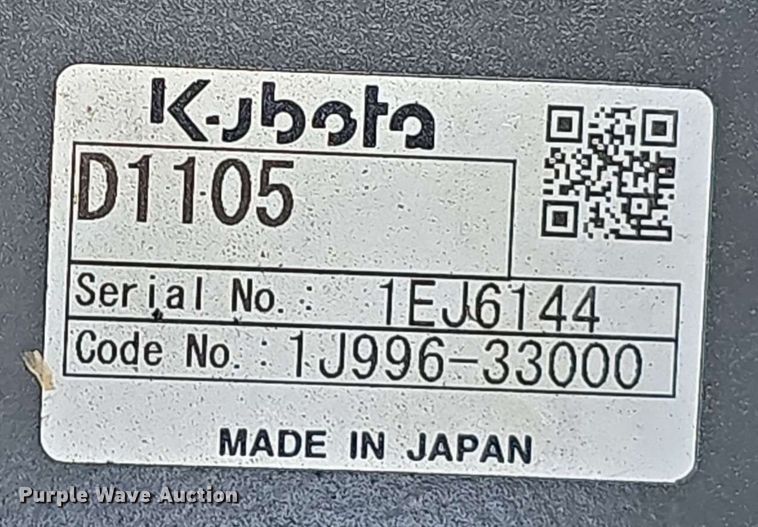 Kubota
D1105
Serial No. : 1EJ6144
Code No. : 1J996-33000
MADE IN JAPAN
Purple Wave Auction